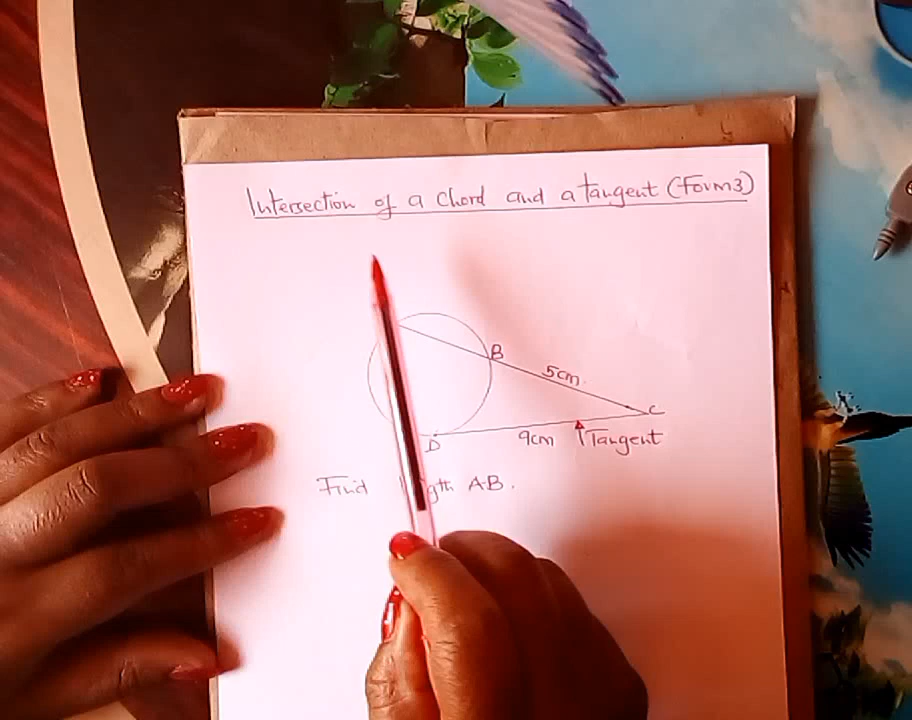 Intersection of a chord and a tangent (Form3)
B
5cm.
C
D
9cm
Tangent
Find
AB.